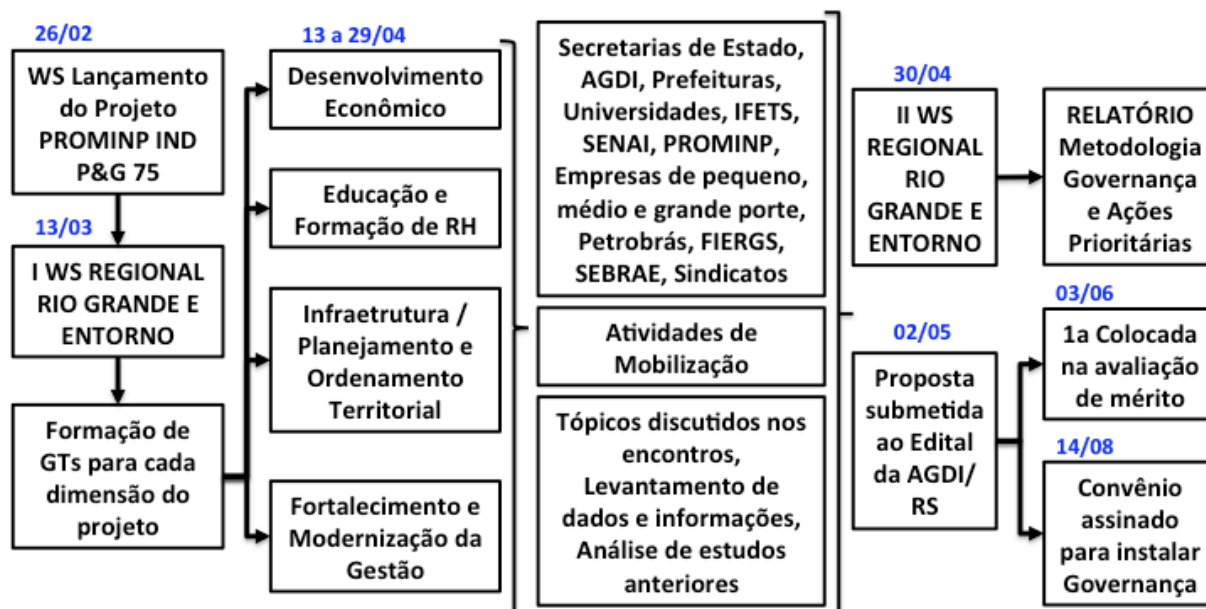 26/02
WS Lançamento
do Projeto
PROMINP IND
P&G 75
13/03
I WS REGIONAL
RIO GRANDE E
ENTORNO
Formação de
GTs para cada
dimensão do
projeto
13 a 29/04
Desenvolvimento
Econômico
Educação e
Formação de RH
Infraetrutura /
Planejamento e
Ordenamento
Territorial
Fortalecimento e
Modernização da
Gestão
Secretarias de Estado,
AGDI, Prefeituras,
Universidades, IFETS,
SENAI, PROMINP,
Empresas de pequeno,
médio e grande porte,
Petrobrás, FIERGS,
SEBRAE, Sindicatos
Atividades de
Mobilização
Tópicos discutidos nos
encontros,
Levantamento de
dados e informações,
Análise de estudos
anteriores
30/04
II WS
REGIONAL
RIO
GRANDE E
ENTORNO
RELATÓRIO
Metodologia
Governança
e Ações
Prioritárias
02/05
Proposta
submetida
ao Edital
da AGDI/
RS
03/06
1a Colocada
na avaliação
de mérito
14/08
Convênio
assinado
para instalar
Governança